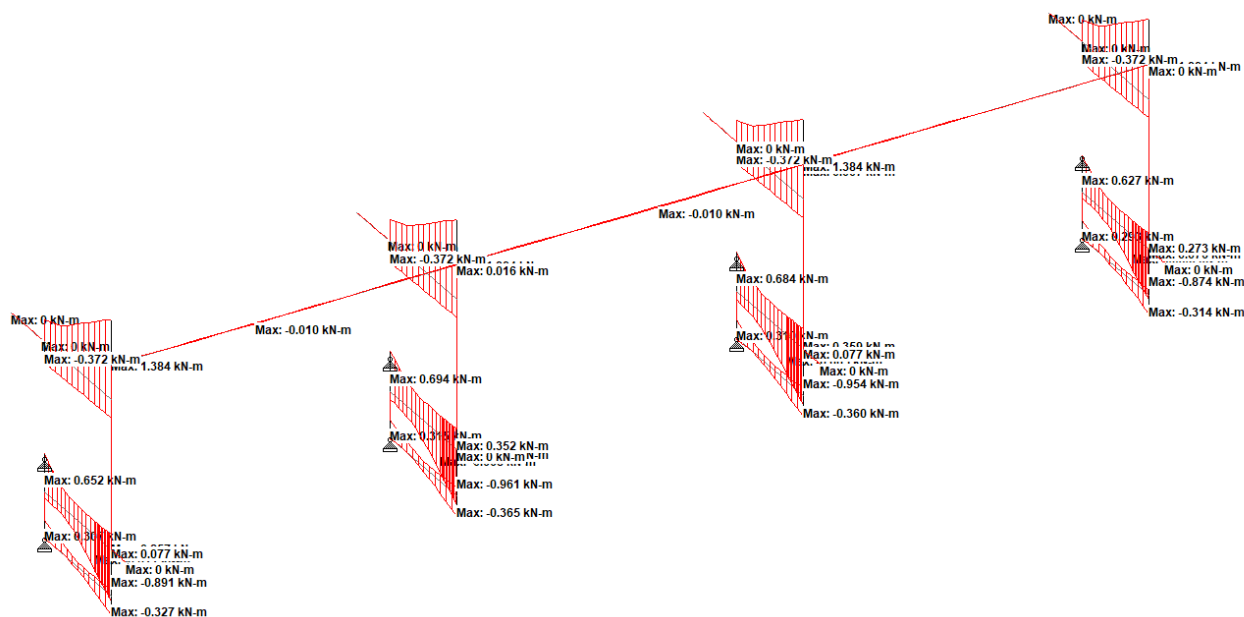 Max: 0 kN-m
Max: 0 kN-m
Max: -0.372 kN-m
Max: 0 kN-m
Max: 0 kN-m
Max: -0.372 kN-m
Max: 1.384 kN-m
Max: -0.010 kN-m
Max: 0.627 kN-m
Max: 0 kN-m
Max: -0.372 kN-m
Max: 0.016 kN-m
Max: 0.273 kN-m
Max: 0 kN-m
Max: -0.874 kN-m
Max: -0.314 kN-m
Max: 0.684 kN-m
Max: -0.010 kN-m
Max: 0 kN-m
Max: 0 kN-m
Max: -0.372 kN-m
Max: 1.384 kN-m
Max: 0.077 kN-m
Max: 0 kN-m
Max: -0.954 kN-m
Max: -0.360 kN-m
Max: 0.694 kN-m
Max: 0.352 kN-m
Max: 0 kN-m
Max: -0.961 kN-m
Max: -0.365 kN-m
Max: 0.652 kN-m
Max: 0.077 kN-m
Max: 0 kN-m
Max: -0.891 kN-m
Max: -0.327 kN-m